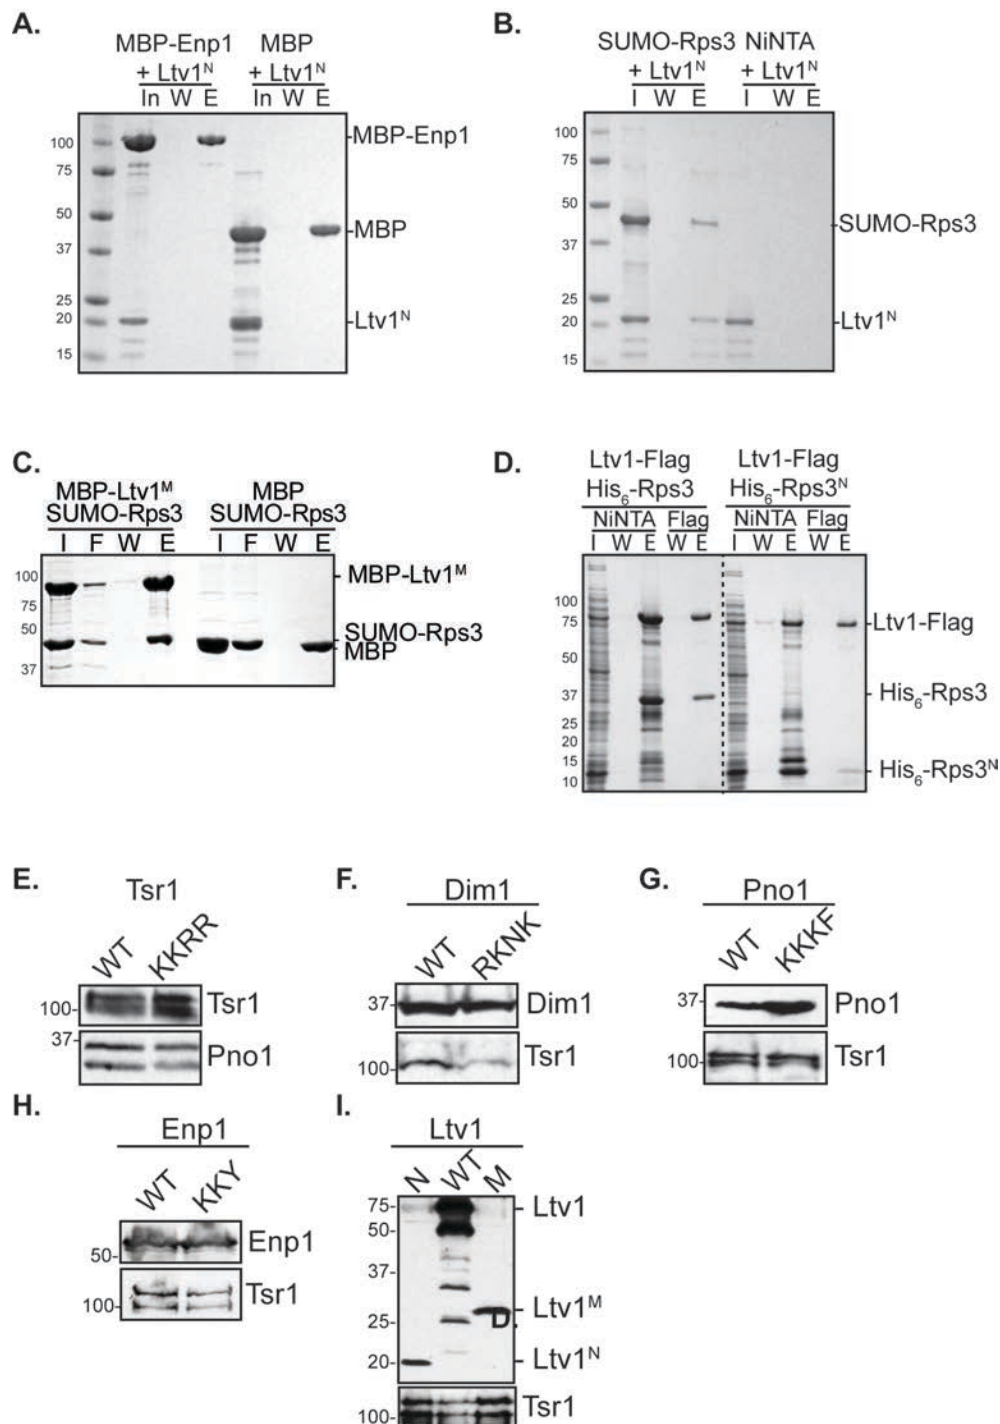 A.
MBP-Enp1 MBP
+ Ltv1ᴺ + Ltv1ᴺ
In W E In W E
100
75
50
37
25
20
15
MBP-Enp1
MBP
Ltv1ᴺ
B.
SUMO-Rps3 NiNTA
+ Ltv1ᴺ + Ltv1ᴺ
I W E I W E
100
75
50
37
25
20
15
SUMO-Rps3
Ltv1ᴺ
C.
MBP-Ltv1ᴹ MBP
SUMO-Rps3 SUMO-Rps3
I F W E I F W E
100
75
50
37
MBP-Ltv1ᴹ
SUMO-Rps3
MBP
D.
Ltv1-Flag Ltv1-Flag
His₆-Rps3 His₆-Rps3ᴺ
NiNTA Flag NiNTA Flag
I W E W E I W E W E
100
75
50
37
25
20
15
10
Ltv1-Flag
His₆-Rps3
His₆-Rps3ᴺ
E.
Tsr1
WT KKRR
100-
Tsr1
37
Pno1
F.
Dim1
WT RKNK
37-
Dim1
100-
Tsr1
G.
Pno1
WT KKKF
37-
Pno1
100-
Tsr1
H.
Enp1
WT KKY
50-
Enp1
100-
Tsr1
I.
Ltv1
N WT M
75-
50-
37-
25-
20-
Ltv1
Ltv1ᴹ
D.
Ltv1ᴺ
100-
Tsr1